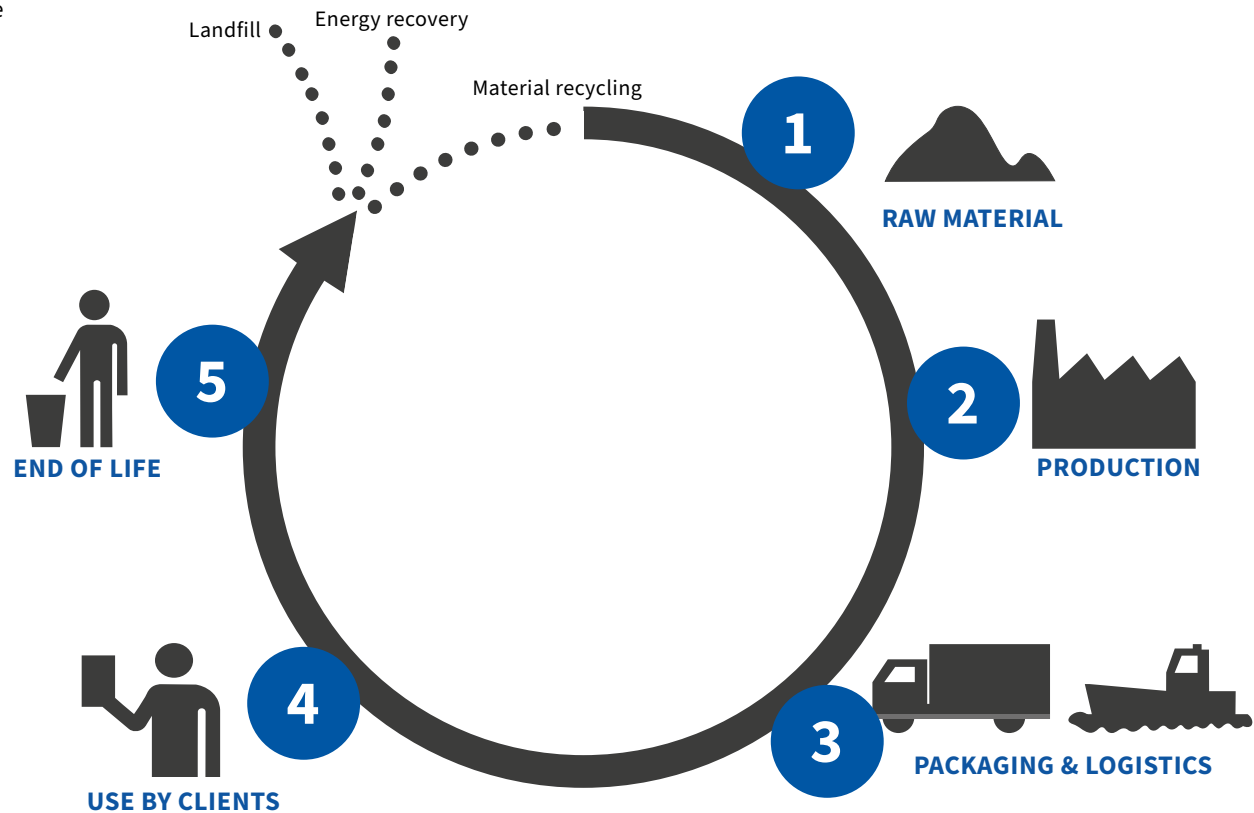 e
Landfill
Energy recovery
Material recycling
1
RAW MATERIAL
2
PRODUCTION
3
PACKAGING & LOGISTICS
4
USE BY CLIENTS
5
END OF LIFE